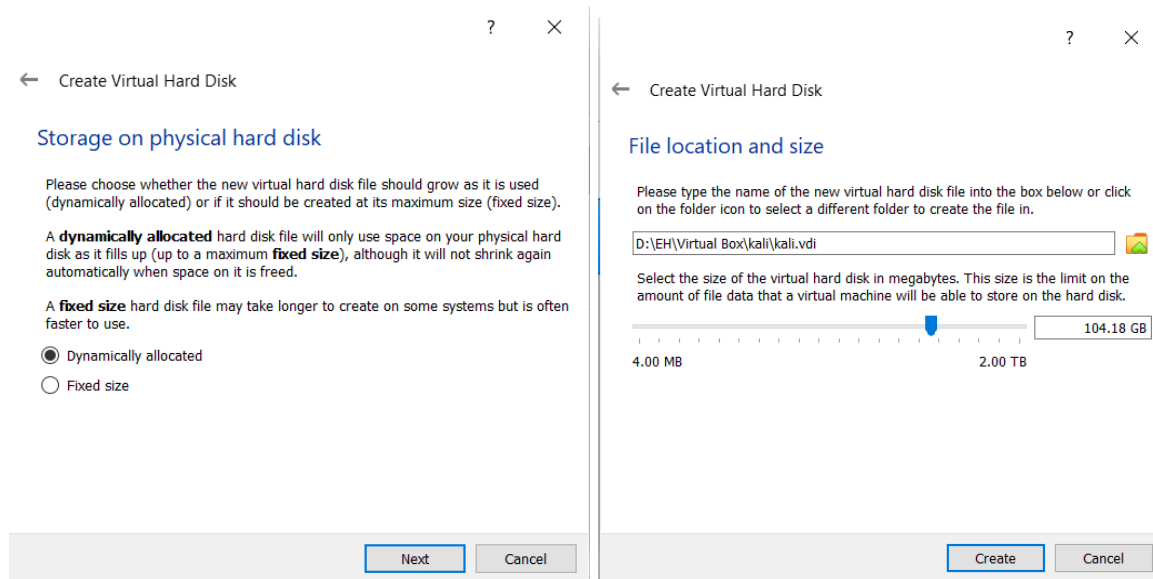 ?
Create Virtual Hard Disk
Storage on physical hard disk
Please choose whether the new virtual hard disk file should grow as it is used
(dynamically allocated) or if it should be created at its maximum size (fixed size).
A dynamically allocated hard disk file will only use space on your physical hard
disk as it fills up (up to a maximum fixed size), although it will not shrink again
automatically when space on it is freed.
A fixed size hard disk file may take longer to create on some systems but is often
faster to use.
Dynamically allocated
Fixed size
Next Cancel
?
Create Virtual Hard Disk
File location and size
Please type the name of the new virtual hard disk file into the box below or click
on the folder icon to select a different folder to create the file in.
D:\EH\Virtual Box\kali\kali.vdi
Select the size of the virtual hard disk in megabytes. This size is the limit on the
amount of file data that a virtual machine will be able to store on the hard disk.
104.18 GB
4.00 MB 2.00 TB
Create Cancel